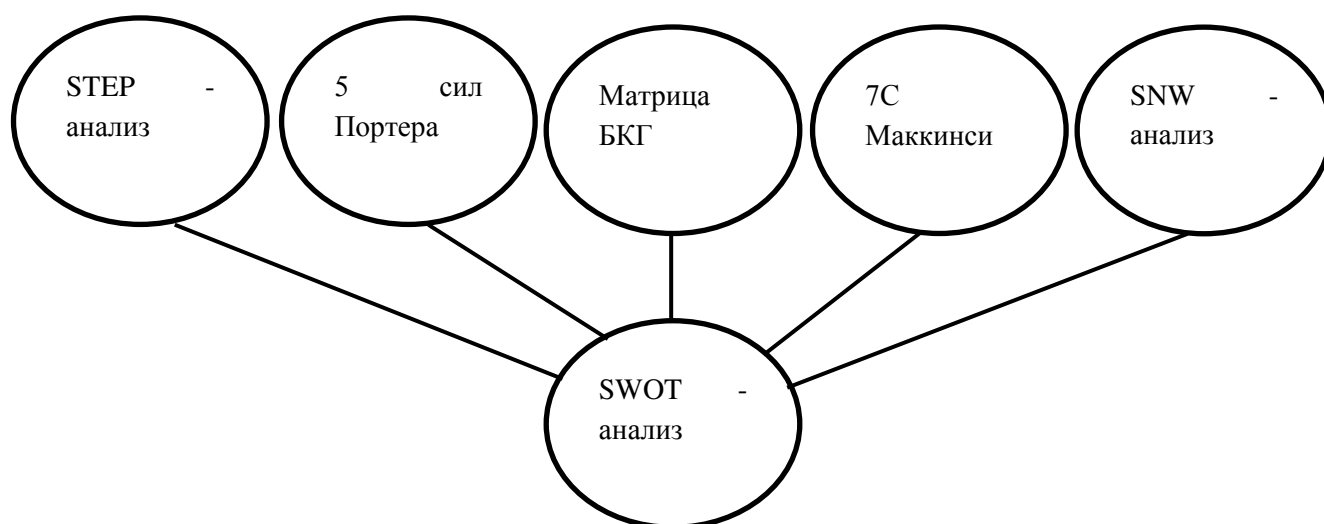 STEP -
анализ
5 сил
Портера
Матрица
БКГ
7С
Маккинси
SNW -
анализ
SWOT -
анализ